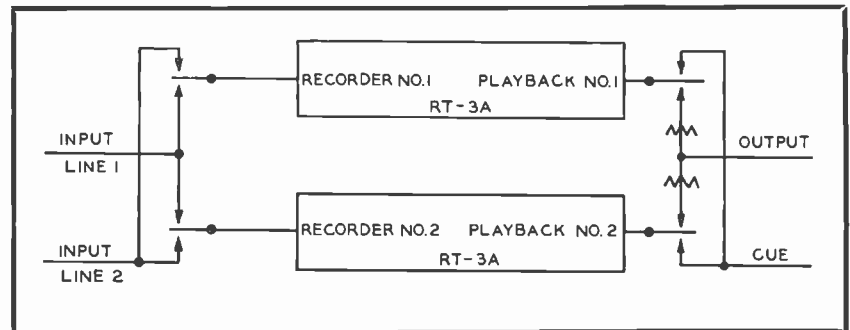 RECORDER NO.1 PLAYBACK NO.1
RT-3A
INPUT
LINE 1
OUTPUT
RECORDER NO.2 PLAYBACK NO.2
RT-3A
INPUT
LINE 2
CUE